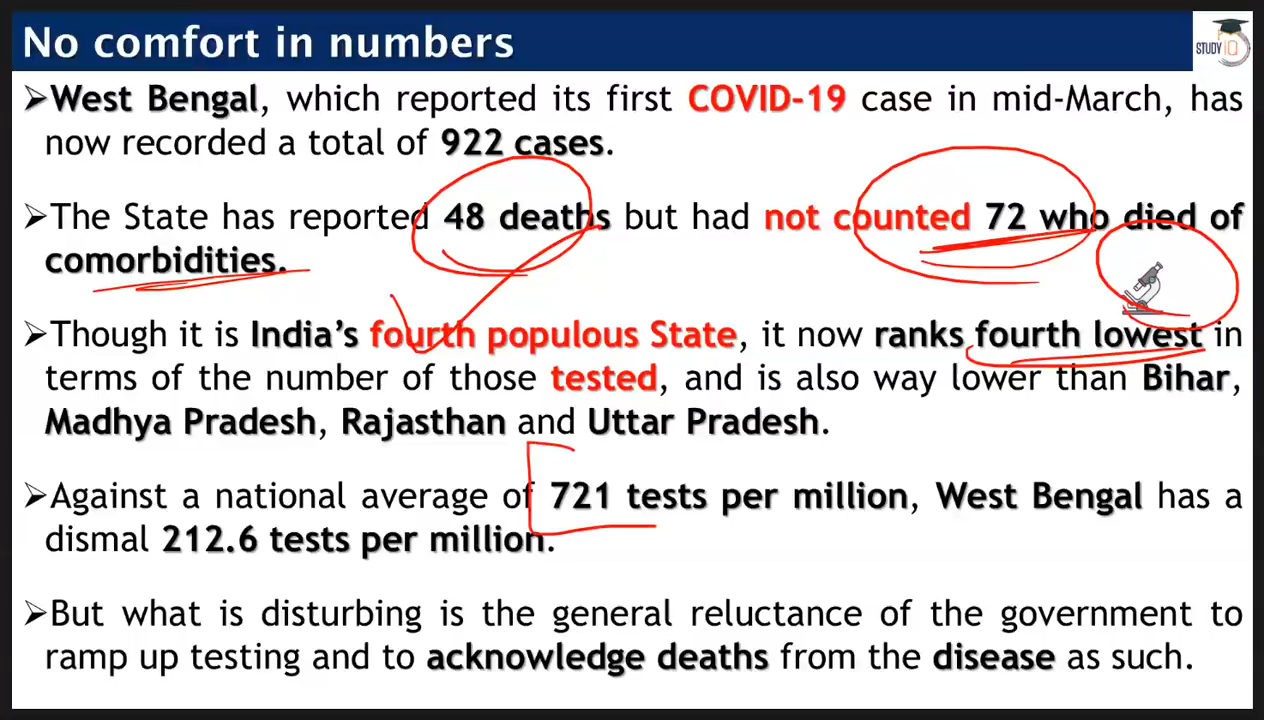 No comfort in numbers
STUDY IQ
➢West Bengal, which reported its first COVID-19 case in mid-March, has
now recorded a total of 922 cases.
➢The State has reported 48 deaths but had not counted 72 who died of
comorbidities.
➢Though it is India’s fourth populous State, it now ranks fourth lowest in
terms of the number of those tested, and is also way lower than Bihar,
Madhya Pradesh, Rajasthan and Uttar Pradesh.
➢Against a national average of 721 tests per million, West Bengal has a
dismal 212.6 tests per million.
➢But what is disturbing is the general reluctance of the government to
ramp up testing and to acknowledge deaths from the disease as such.